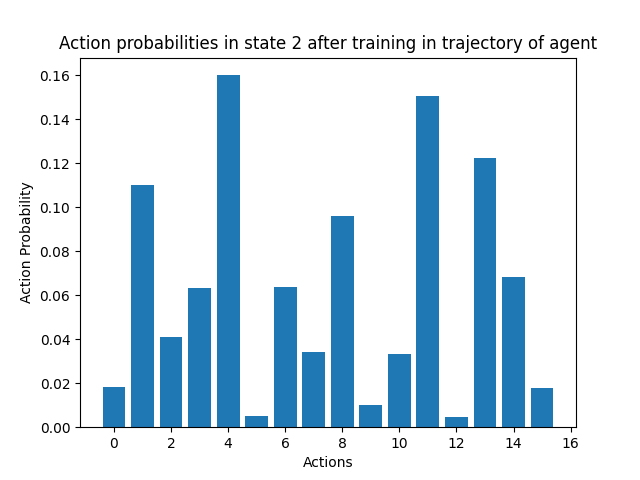 Action probabilities in state 2 after training in trajectory of agent
0.16
0.14
0.12
0.10
0.08
0.06
0.04
0.02
0.00
Action Probability
0 2 4 6 8 10 12 14 16
Actions